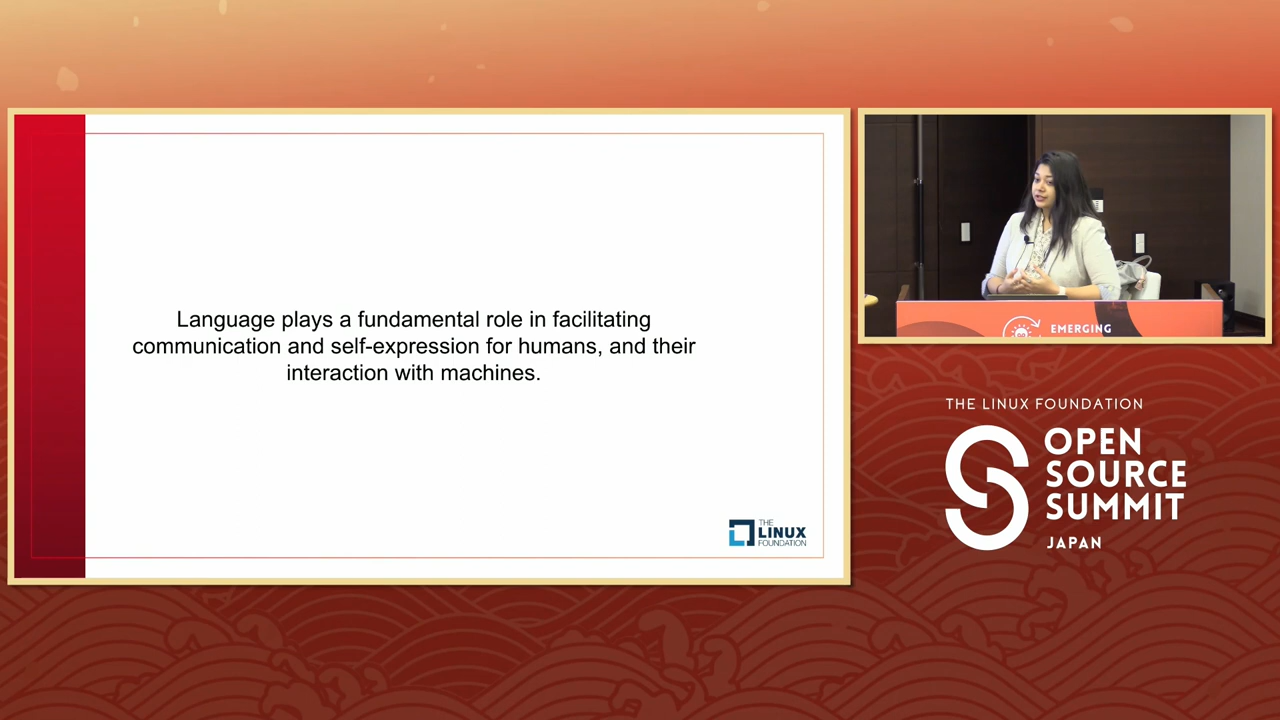 Language plays a fundamental role in facilitating
communication and self-expression for humans, and their
interaction with machines.
THE
LINUX
FOUNDATION
EMERGING
THE LINUX FOUNDATION
OPEN
SOURCE
SUMMIT
JAPAN